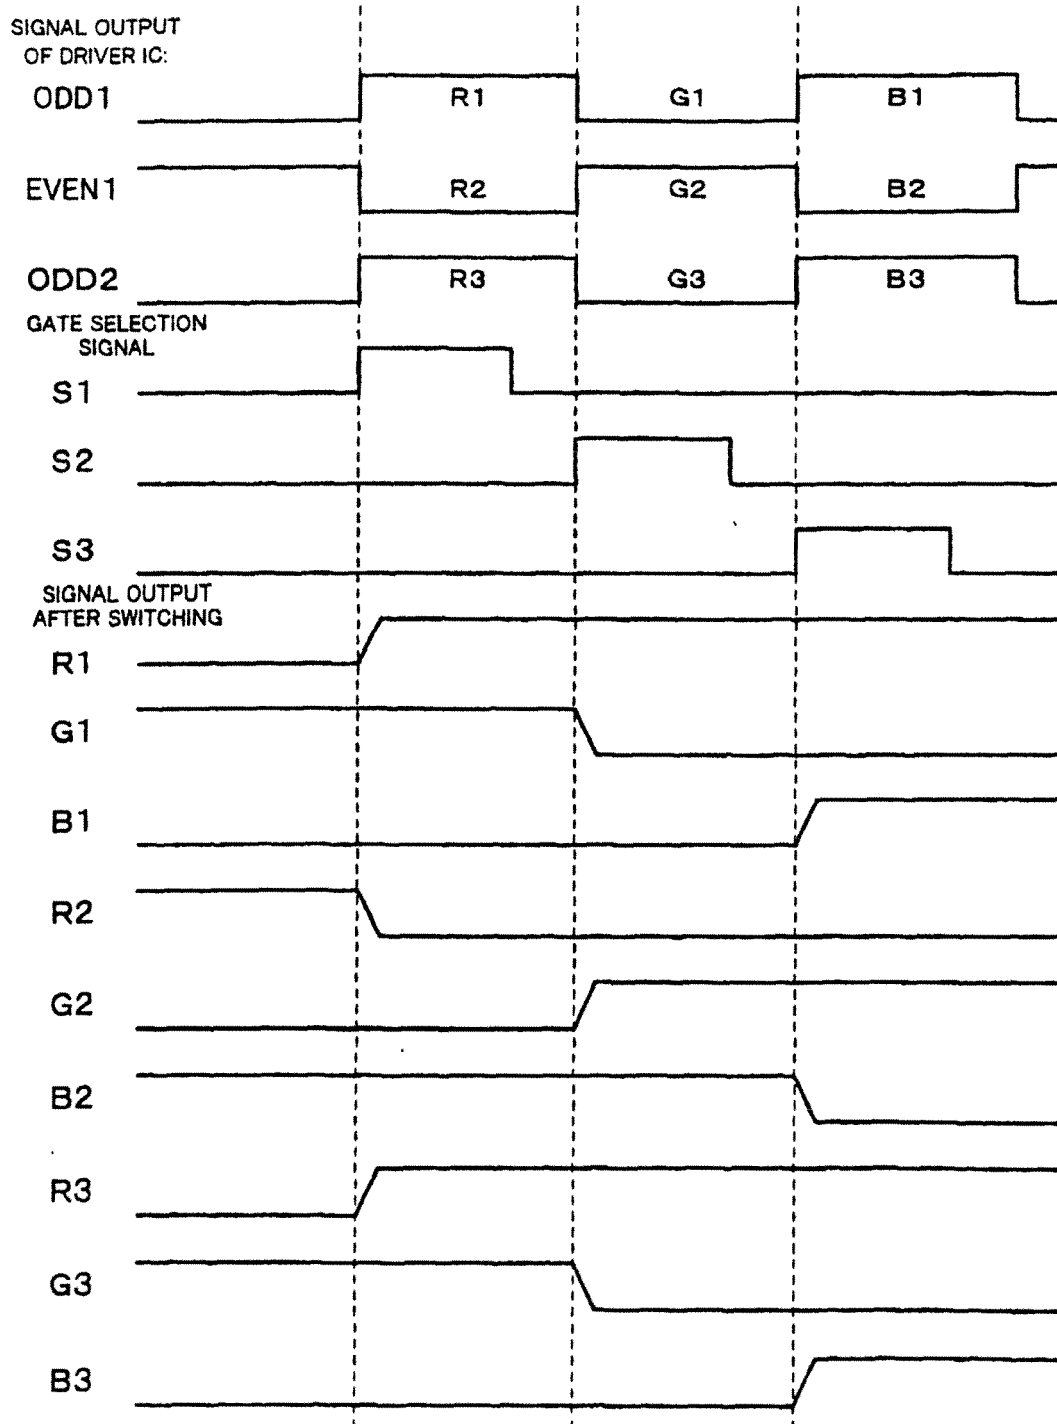 SIGNAL OUTPUT
OF DRIVER IC:
ODD1 R1 G1 B1
EVEN1 R2 G2 B2
ODD2 R3 G3 B3
GATE SELECTION
SIGNAL
S1
S2
S3
SIGNAL OUTPUT
AFTER SWITCHING
R1
G1
B1
R2
G2
B2
R3
G3
B3